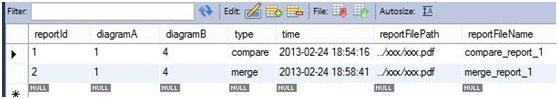 Filter: Edit: File: Autosize:
reportId diagramA diagramB type time reportFilePath reportFileName
1 1 4 compare 2013-02-24 18:54:16 ../xxx/xxx.pdf compare_report_1
2 1 4 merge 2013-02-24 18:58:41 ../xxx/xxx.pdf merge_report_1
NULL NULL NULL NULL NULL NULL NULL